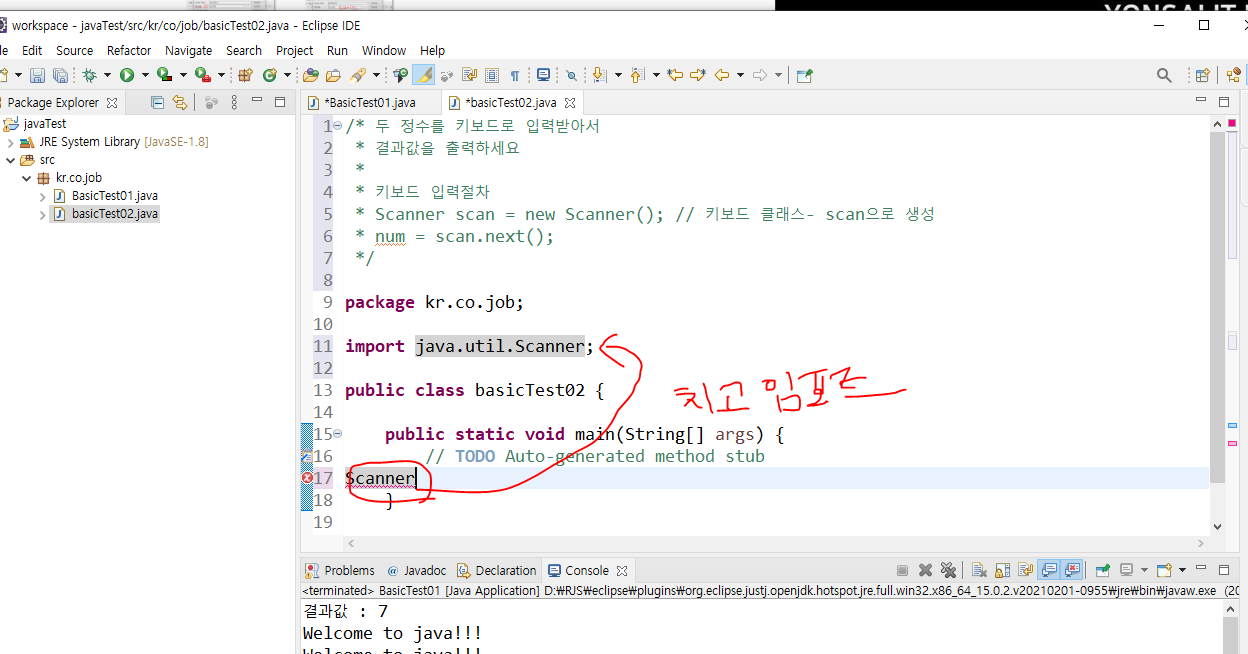 YONSALIT
workspace - javaTest/src/kr/co/job/basicTest02.java - Eclipse IDE
Edit Source Refactor Navigate Search Project Run Window Help
Package Explorer
*BasicTest01.java
*basicTest02.java
javaTest
JRE System Library [JavaSE-1.8]
src
kr.co.job
BasicTest01.java
basicTest02.java
1 /* 두 정수를 키보드로 입력받아서
2 * 결과값을 출력하세요
3 *
4 * 키보드 입력절차
5 * Scanner scan = new Scanner(); // 키보드 클래스- scan으로 생성
6 * num = scan.next();
7 */
8
9 package kr.co.job;
10
11 import java.util.Scanner;
12
13 public class basicTest02 {
14
15 public static void main(String[] args) {
16 // TODO Auto-generated method stub
17 Scanner
18 }
19
치고 임포트
Problems @ Javadoc Declaration Console
<terminated> BasicTest01 [Java Application] D:₩RJS₩eclipse₩plugins₩org.eclipse.justj.openjdk.hotspot.jre.full.win32.x86_64_15.0.2.v20210201-0955₩jre₩bin₩javaw.exe (20
결과값 : 7
Welcome to java!!!
Welcome to java!!!